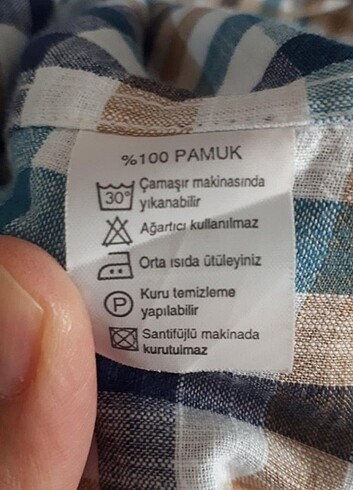 %100 PAMUK
30°
Çamaşır makinasında
yıkanabilir
Ağartıcı kullanılmaz
Orta ısıda ütüleyiniz
P
Kuru temizleme
yapılabilir
Santifüjlü makinada
kurutulmaz